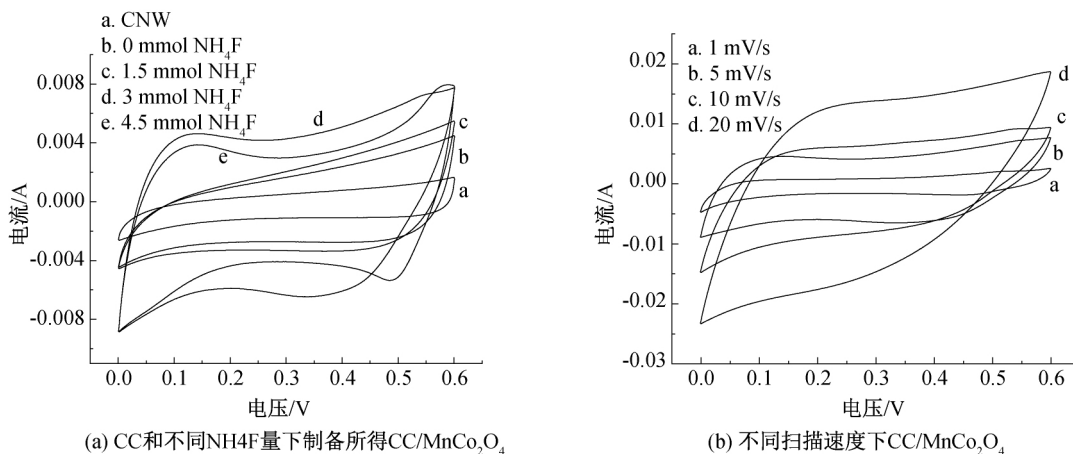 a. CNW
b. 0 mmol NH₄F
c. 1.5 mmol NH₄F
d. 3 mmol NH₄F
e. 4.5 mmol NH₄F
0.008
0.004
0.000
-0.004
-0.008
电流/A
d
e
c
b
a
0.0 0.1 0.2 0.3 0.4 0.5 0.6
电压/V
(a) CC和不同NH4F量下制备所得CC/MnCo₂O₄
a. 1 mV/s
b. 5 mV/s
c. 10 mV/s
d. 20 mV/s
0.02
0.01
0.00
-0.01
-0.02
-0.03
电流/A
d
c
b
a
0.0 0.1 0.2 0.3 0.4 0.5 0.6
电压/V
(b) 不同扫描速度下CC/MnCo₂O₄